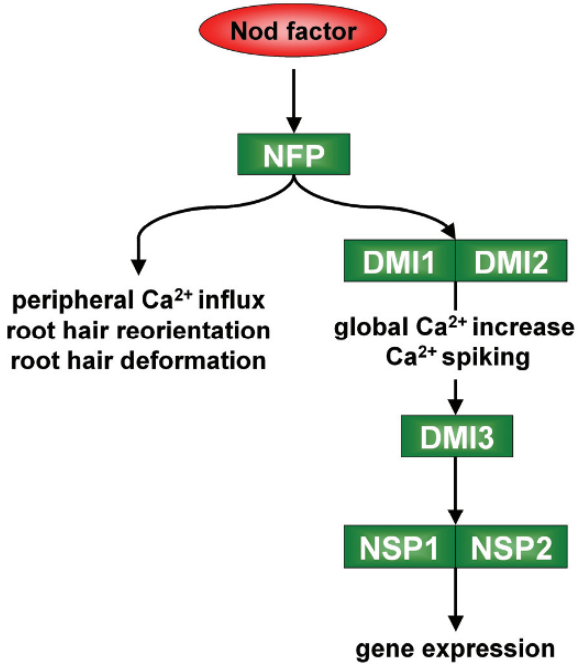 Nod factor
NFP
DMI1 DMI2
peripheral Ca²⁺ influx
root hair reorientation
root hair deformation
global Ca²⁺ increase
Ca²⁺ spiking
DMI3
NSP1 NSP2
gene expression